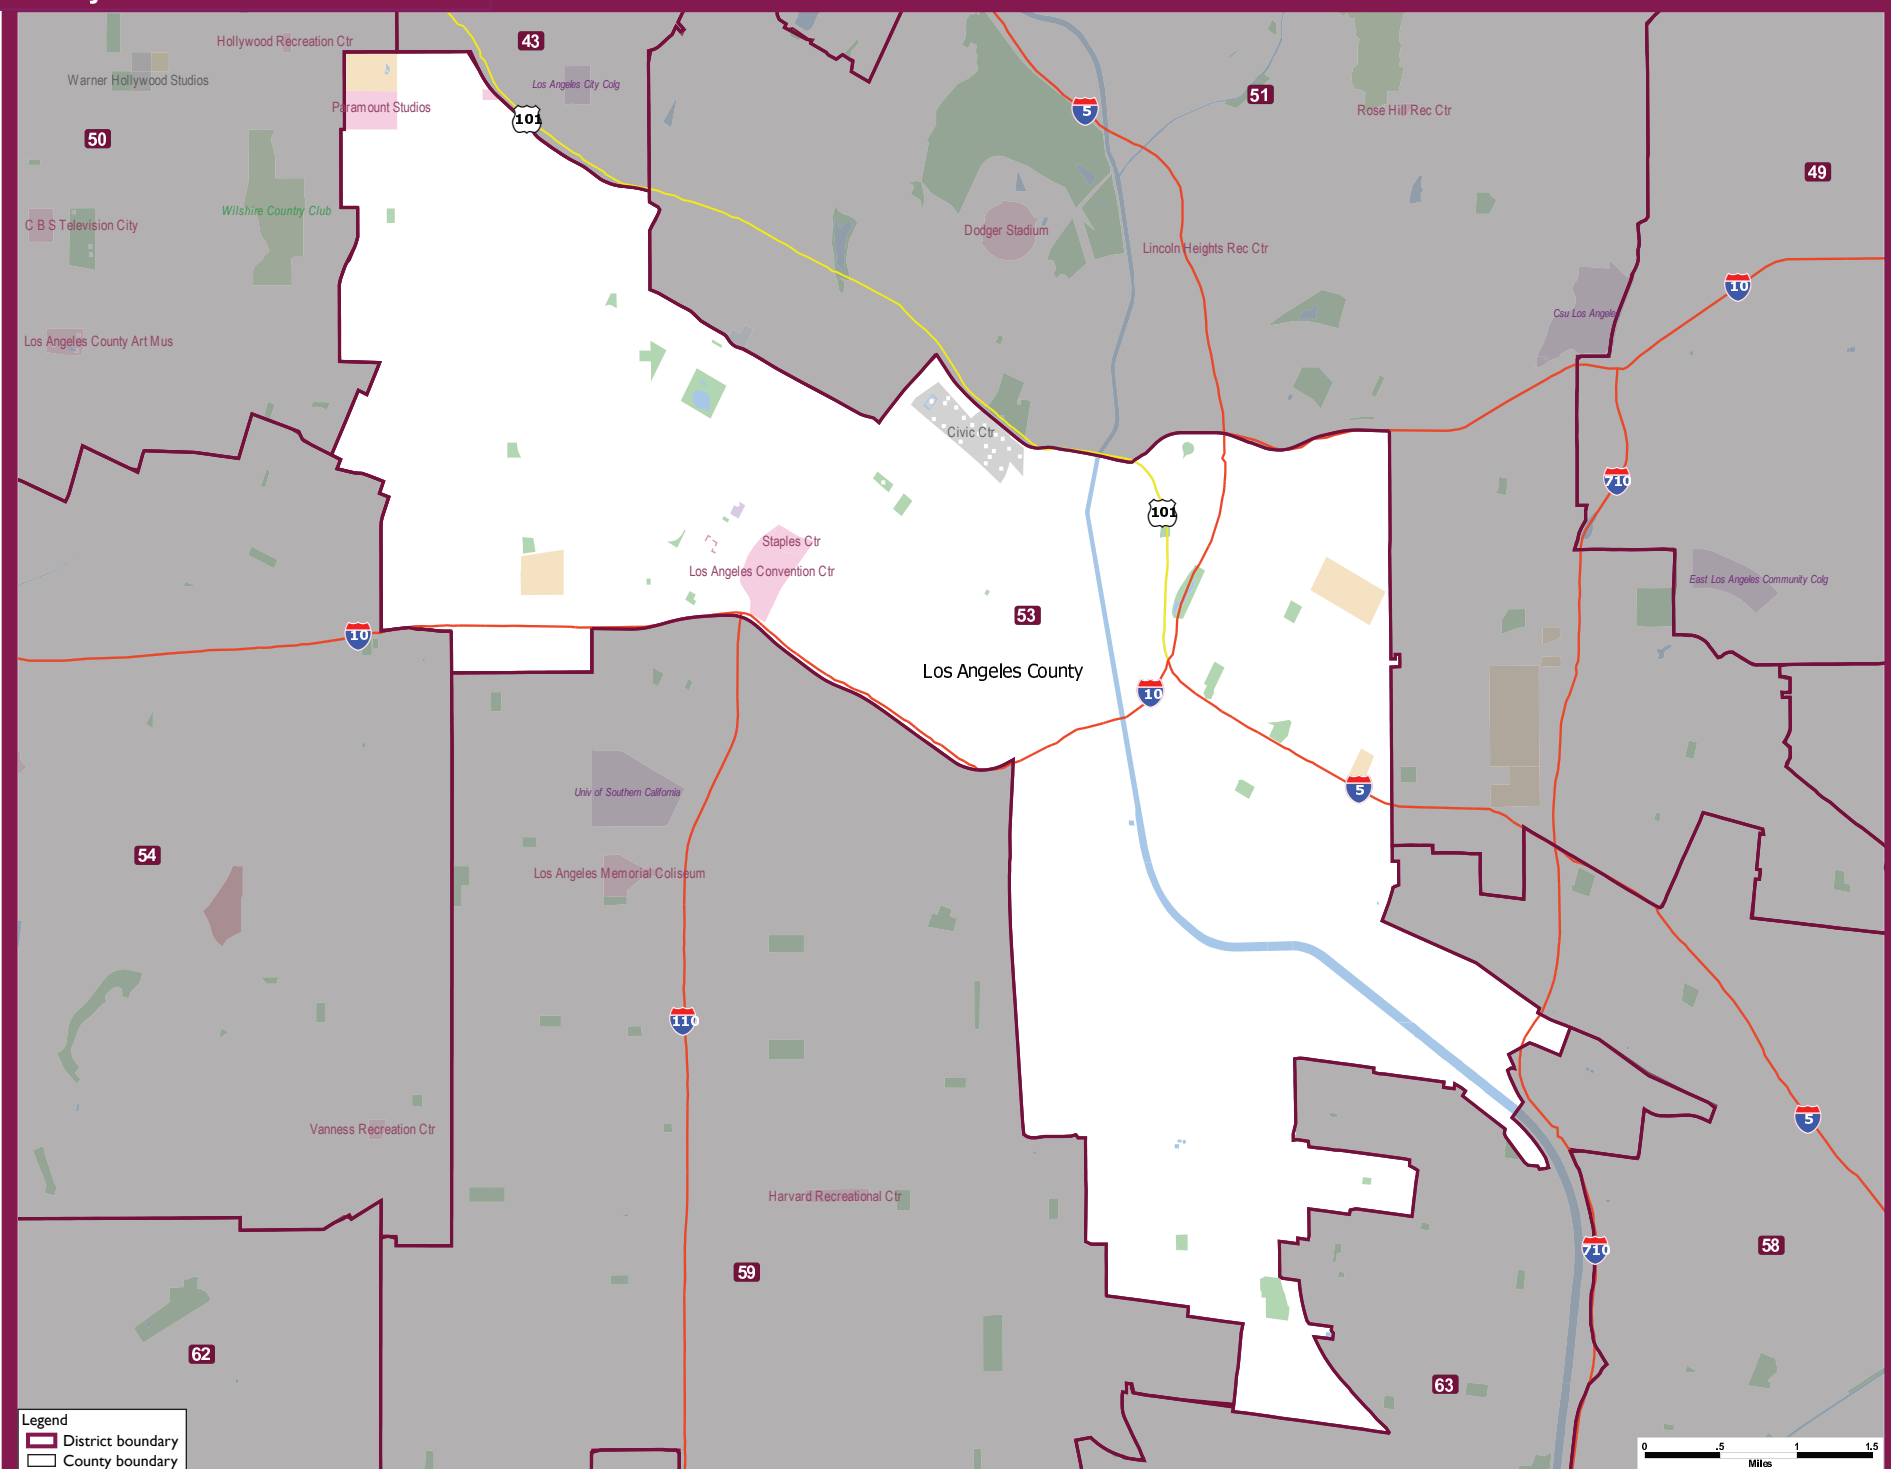 Hollywood Recreation Ctr
43
Warner Hollywood Studios
Los Angeles City Colg
51
5
Paramount Studios
101
Rose Hill Rec Ctr
50
49
Wilshire Country Club
C B S Television City
Dodger Stadium
Lincoln Heights Rec Ctr
10
Csu Los Angeles
Los Angeles County Art Mus
Civic Ctr
710
101
Staples Ctr
Los Angeles Convention Ctr
East Los Angeles Community Colg
53
10
Los Angeles County
10
5
Univ of Southern California
54
Los Angeles Memorial Coliseum
110
5
Vanness Recreation Ctr
Harvard Recreational Ctr
58
710
59
62
63
Legend
District boundary
County boundary
0 .5 1 1.5
Miles